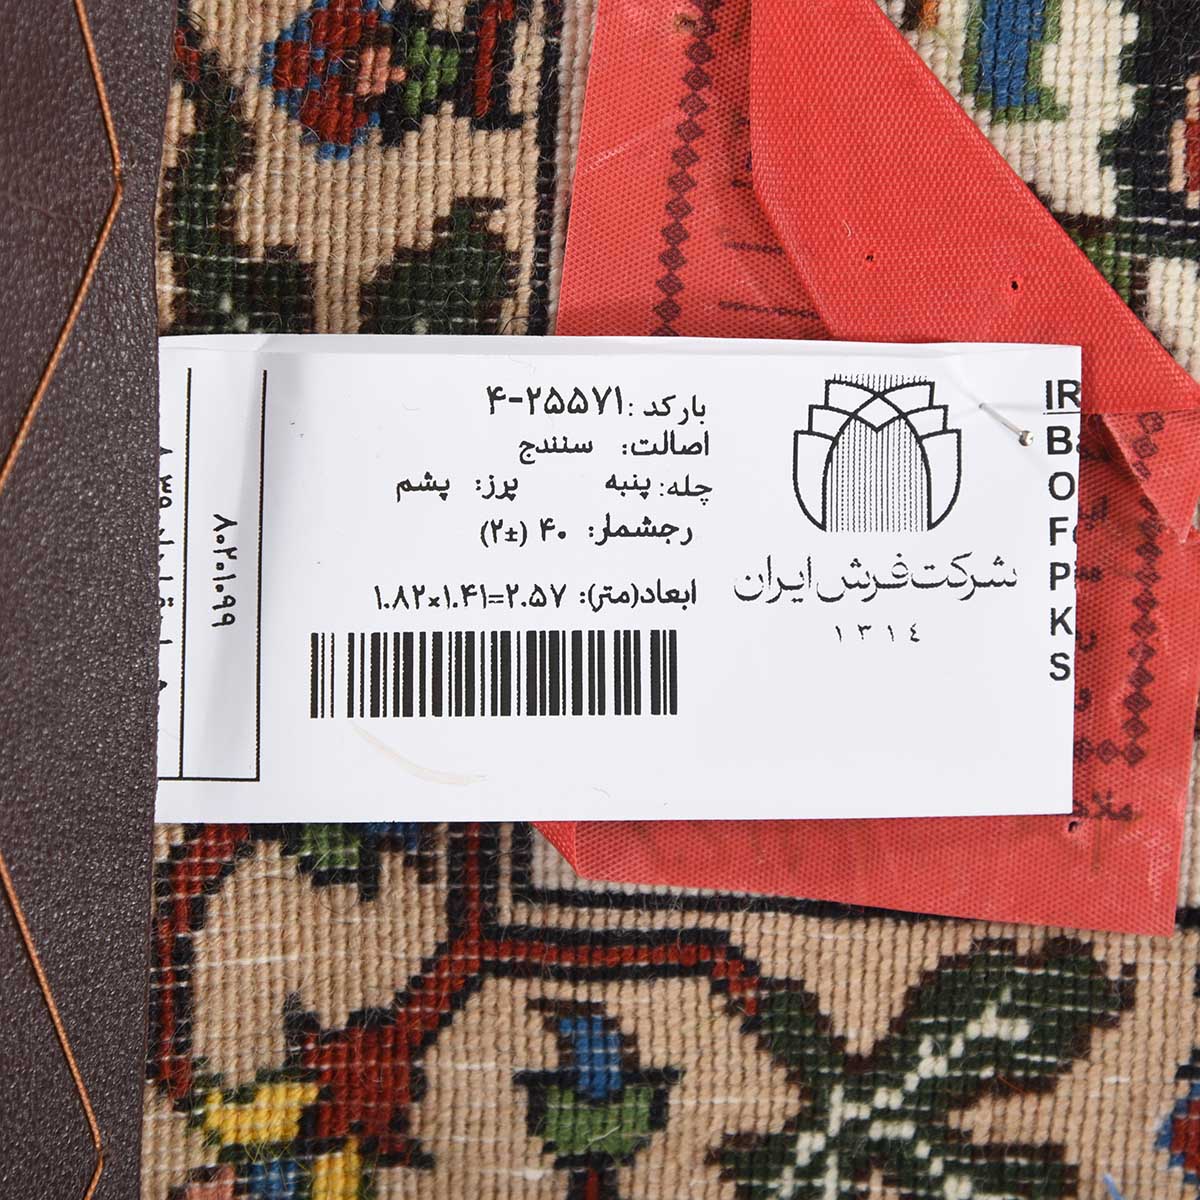 بارکد: ۴-۲۵۵۷۱
اصالت: سنندج
چله: پنبه پرز: پشم
رجشمار: ۴۰ (±۲)
ابعاد(متر): ۱.۸۲×۱.۴۱=۲.۵۷
شرکت فرش ایران
۱۳۱۴
۸۰۲۰۱۰۹۹
IR
B
O
F
P
K
S